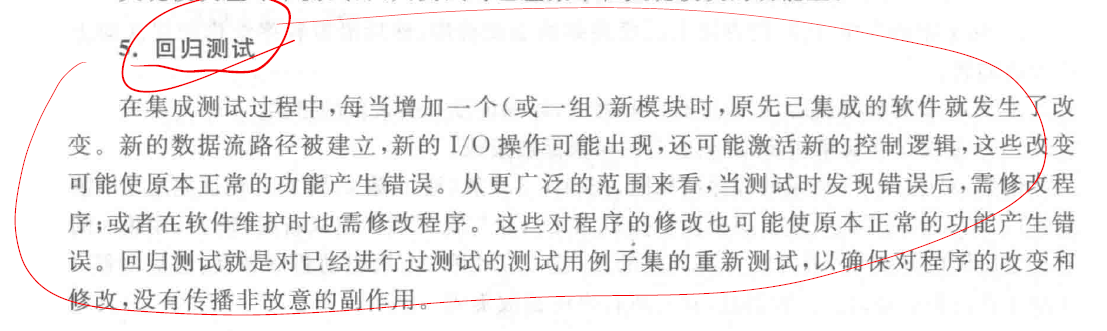 5. 回归测试
在集成测试过程中,每当增加一个(或一组)新模块时,原先已集成的软件就发生了改
变。新的数据流路径被建立,新的 I/O 操作可能出现,还可能激活新的控制逻辑,这些改变
可能使原本正常的功能产生错误。从更广泛的范围来看,当测试时发现错误后,需修改程
序;或者在软件维护时也需修改程序。这些对程序的修改也可能使原本正常的功能产生错
误。回归测试就是对已经进行过测试的测试用例子集的重新测试,以确保对程序的改变和
修改,没有传播非故意的副作用。